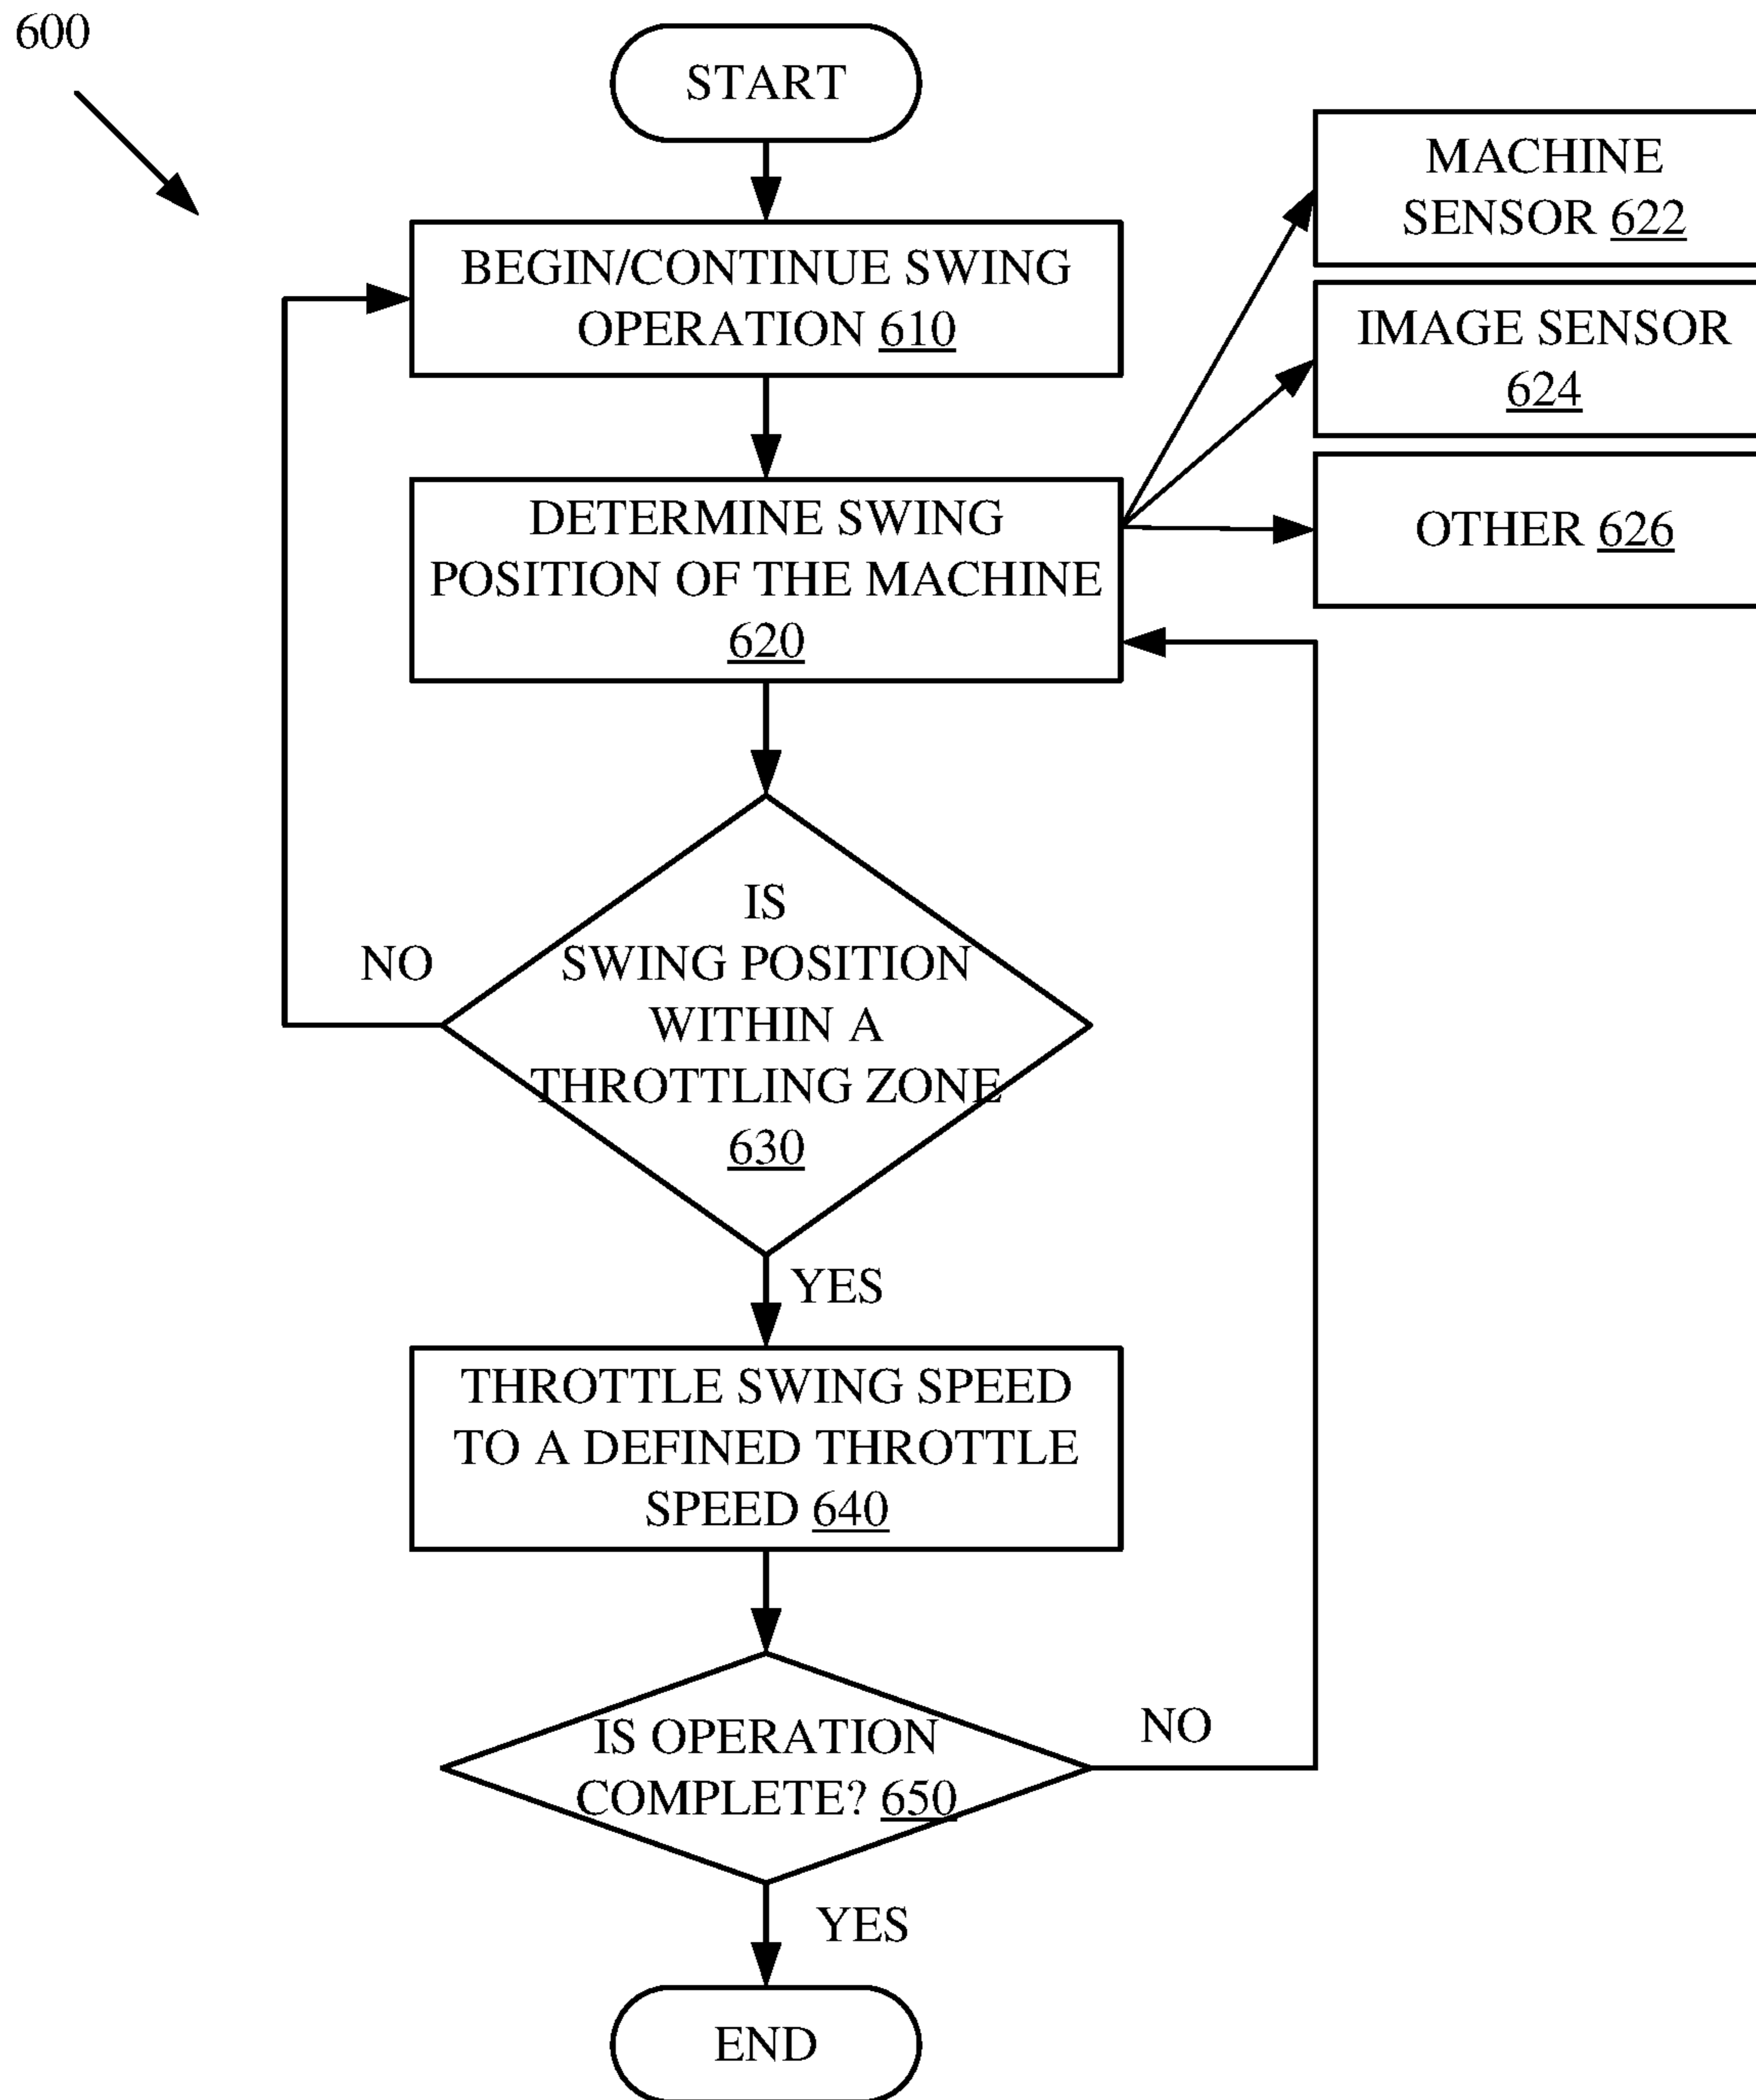 600
START
MACHINE
SENSOR 622
BEGIN/CONTINUE SWING
OPERATION 610
IMAGE SENSOR
624
DETERMINE SWING
POSITION OF THE MACHINE
620
OTHER 626
IS
SWING POSITION
WITHIN A
THROTTLING ZONE
630
NO
YES
THROTTLE SWING SPEED
TO A DEFINED THROTTLE
SPEED 640
IS OPERATION
COMPLETE? 650
NO
YES
END